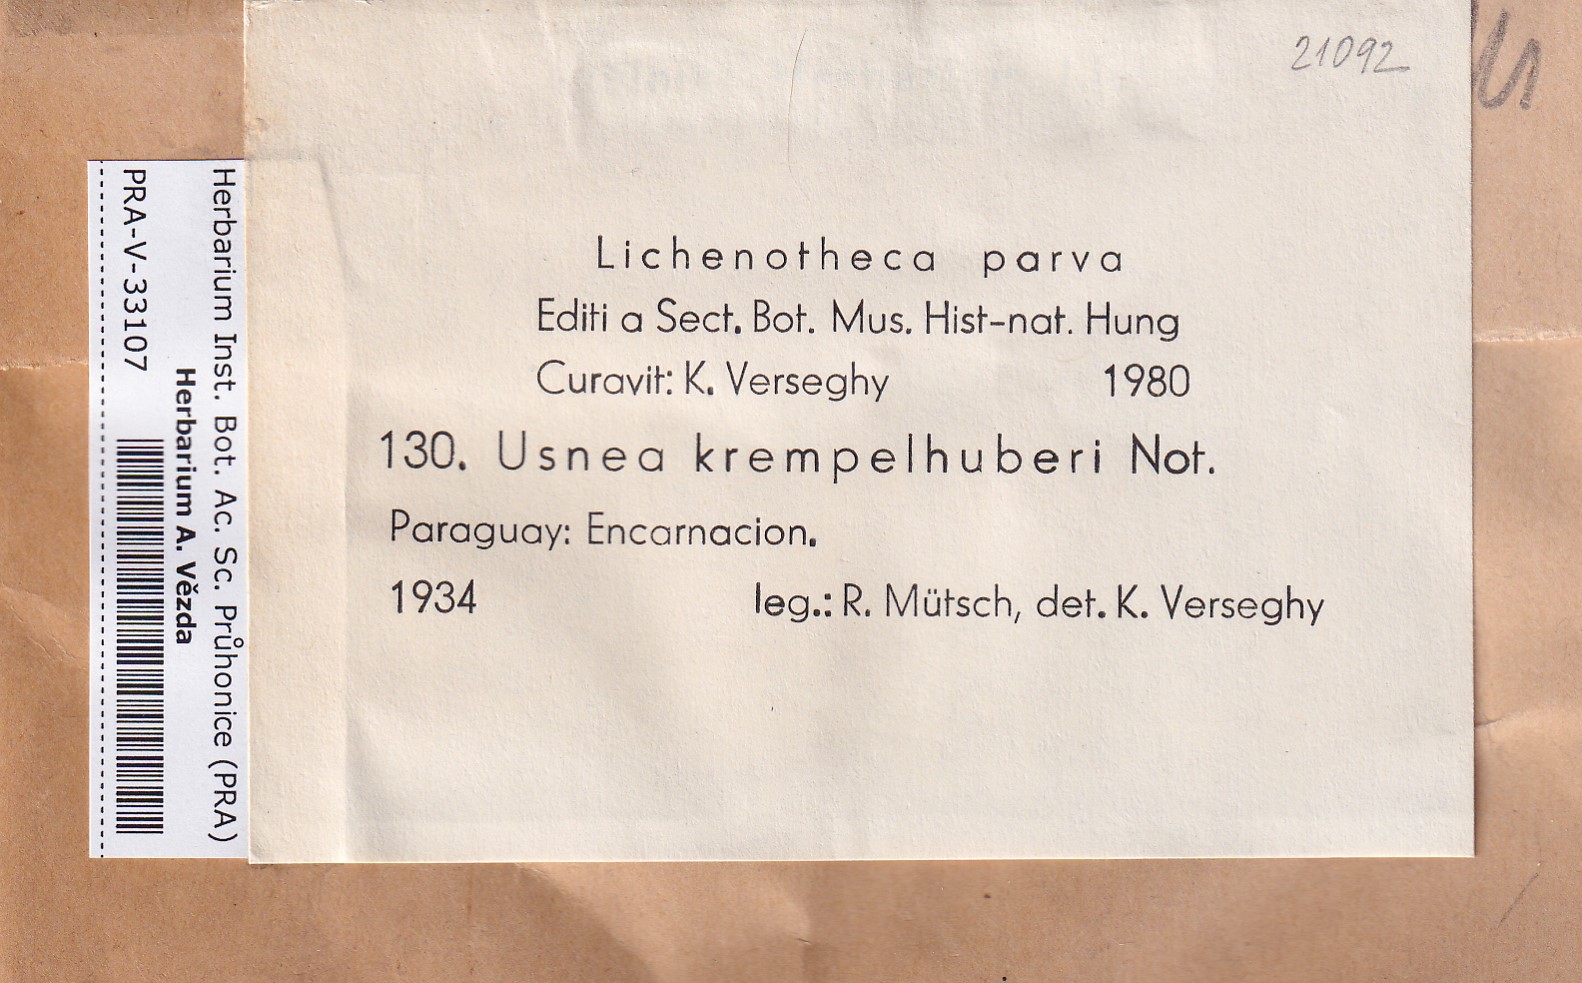 21092
Lichenotheca parva
Editi a Sect. Bot. Mus. Hist-nat. Hung
Curavit: K. Verseghy 1980
130. Usnea krempelhuberi Not.
Paraguay: Encarnacion.
1934 leg.: R. Mütsch, det. K. Verseghy
Herbarium Inst. Bot. Ac. Sc. Průhonice (PRA)
Herbarium A. Vězda
PRA-V-33107